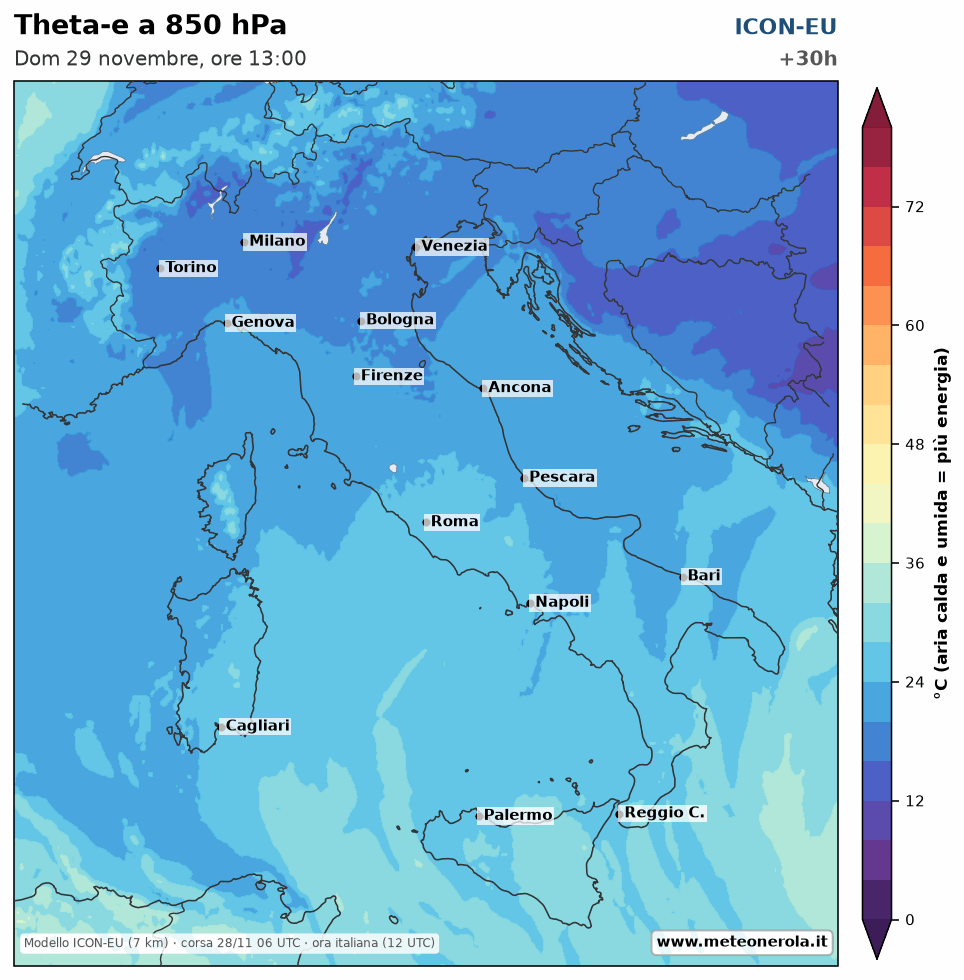 Theta-e a 850 hPa
ICON-EU
Dom 29 novembre, ore 13:00
+30h
Milano
Venezia
Torino
Genova
Bologna
Firenze
Ancona
Pescara
Roma
Bari
Napoli
Cagliari
Palermo
Reggio C.
72
60
48
36
24
12
0
°C (aria calda e umida = più energia)
Modello ICON-EU (7 km) · corsa 28/11 06 UTC · ora italiana (12 UTC)
www.meteonerola.it